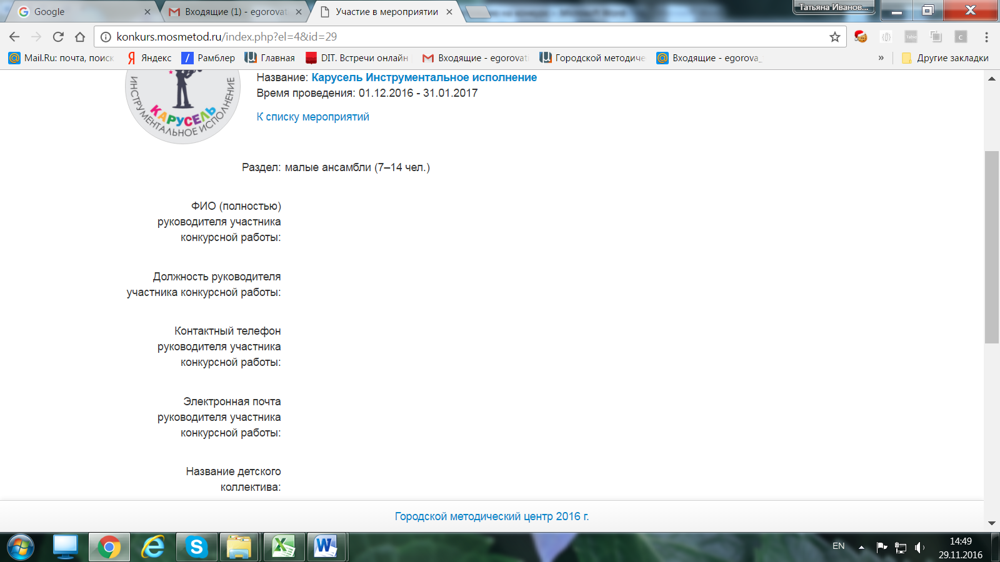 Google
Входящие (1) - egorovat
Участие в мероприятии
Татьяна Иванов...
konkurs.mosmetod.ru/index.php?el=4&id=29
Mail.Ru: почта, поиск
Яндекс
Рамблер
Главная
DIT. Встречи онлайн
Входящие - egorovat
Городской методиче
Входящие - egorova_
»
Другие закладки
ИНСТРУМЕНТАЛЬНОЕ ИСПОЛНЕНИЕ
КАРУСЕЛЬ
Название: Карусель Инструментальное исполнение
Время проведения: 01.12.2016 - 31.01.2017
К списку мероприятий
Раздел: малые ансамбли (7–14 чел.)
ФИО (полностью)
руководителя участника
конкурсной работы:
Должность руководителя
участника конкурсной работы:
Контактный телефон
руководителя участника
конкурсной работы:
Электронная почта
руководителя участника
конкурсной работы:
Название детского
коллектива:
Городской методический центр 2016 г.
EN
14:49
29.11.2016